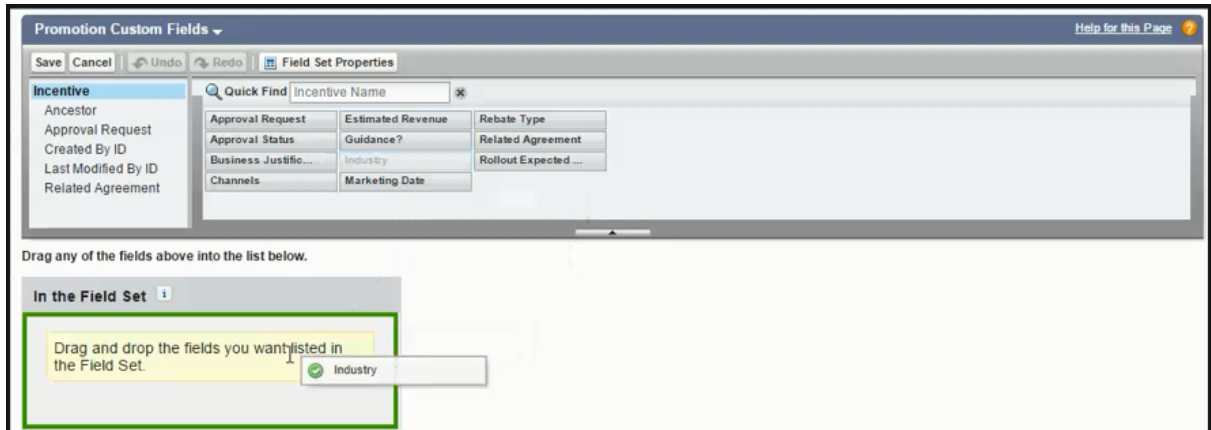 Promotion Custom Fields
Help for this Page ?
Save Cancel Undo Redo Field Set Properties
Incentive
Ancestor
Approval Request
Created By ID
Last Modified By ID
Related Agreement
Quick Find Incentive Name
Approval Request Estimated Revenue Rebate Type
Approval Status Guidance? Related Agreement
Business Justific... Industry Rollout Expected ...
Channels Marketing Date
Drag any of the fields above into the list below.
In the Field Set i
Drag and drop the fields you want listed in
the Field Set.
Industry